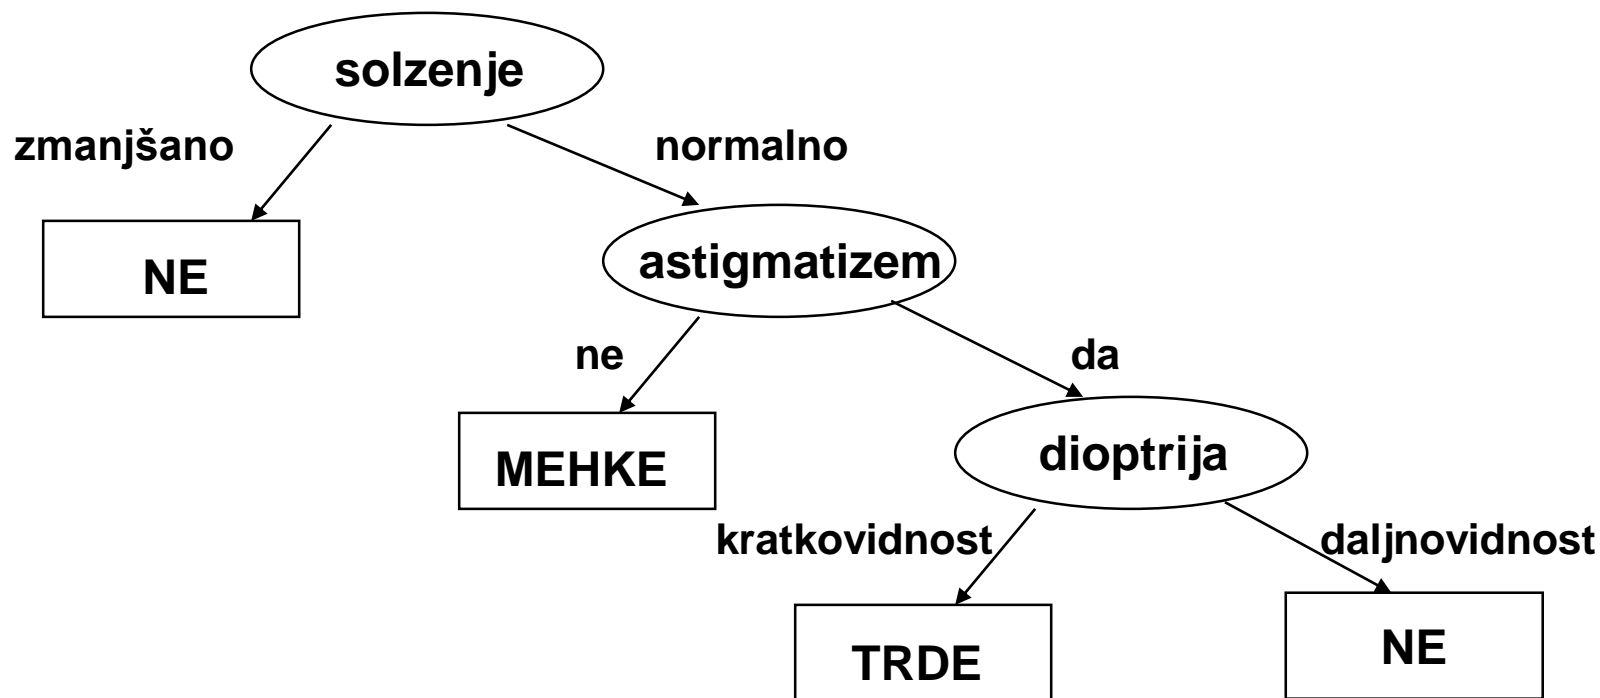 solzenje
zmanjšano
normalno
NE
astigmatizem
ne
da
MEHKE
dioptrija
kratkovidnost
daljnovidnost
TRDE
NE